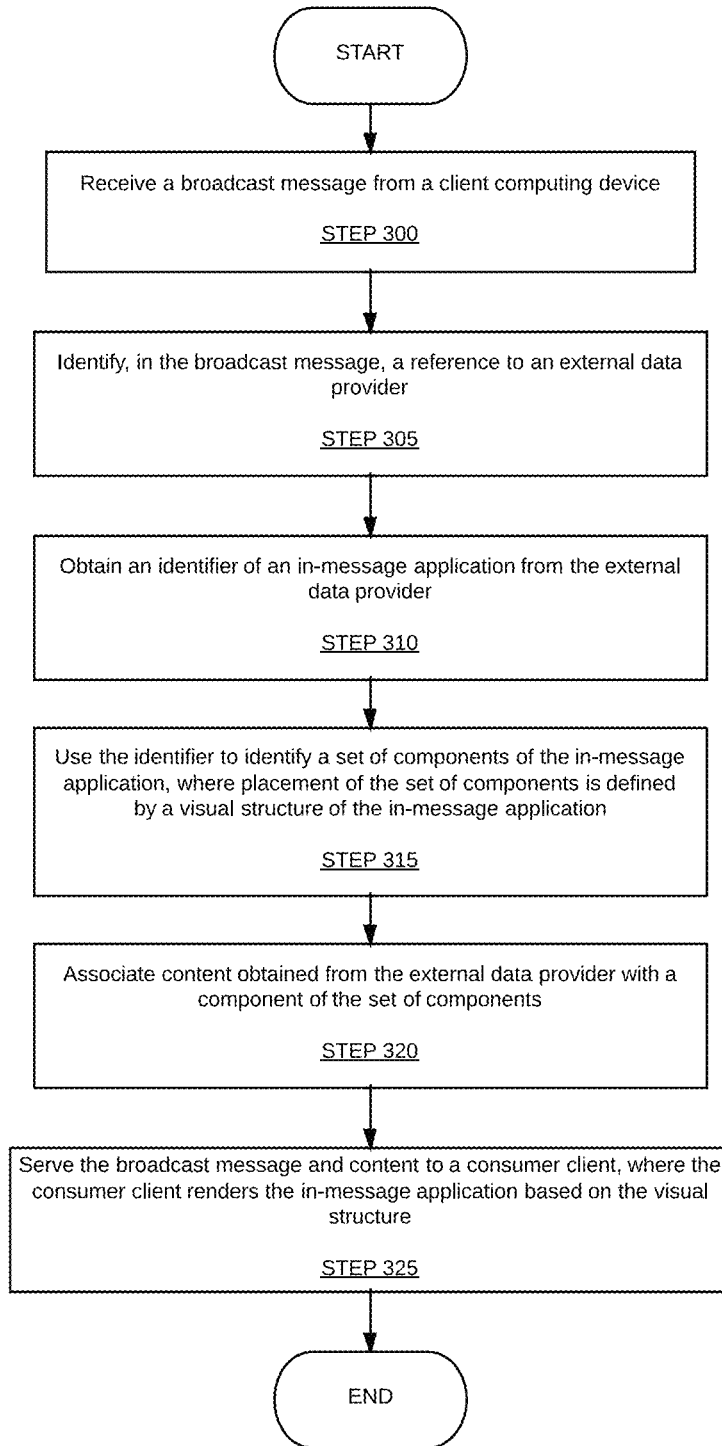 START
Receive a broadcast message from a client computing device
STEP 300
Identify, in the broadcast message, a reference to an external data
provider
STEP 305
Obtain an identifier of an in-message application from the external
data provider
STEP 310
Use the identifier to identify a set of components of the in-message
application, where placement of the set of components is defined
by a visual structure of the in-message application
STEP 315
Associate content obtained from the external data provider with a
component of the set of components
STEP 320
Serve the broadcast message and content to a consumer client, where the
consumer client renders the in-message application based on the visual
structure
STEP 325
END